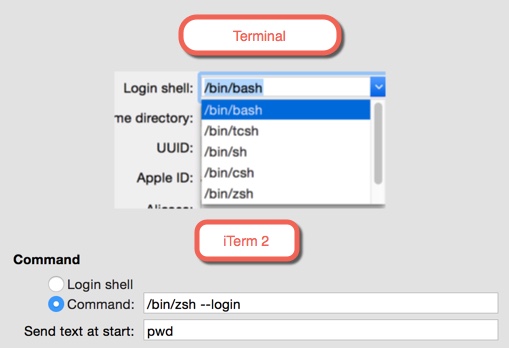 Terminal
Login shell: /bin/bash
/bin/bash
me directory:
/bin/tcsh
UUID: /bin/sh
Apple ID: /bin/csh
/bin/zsh
iTerm 2
Command
Login shell
Command: /bin/zsh --login
Send text at start: pwd